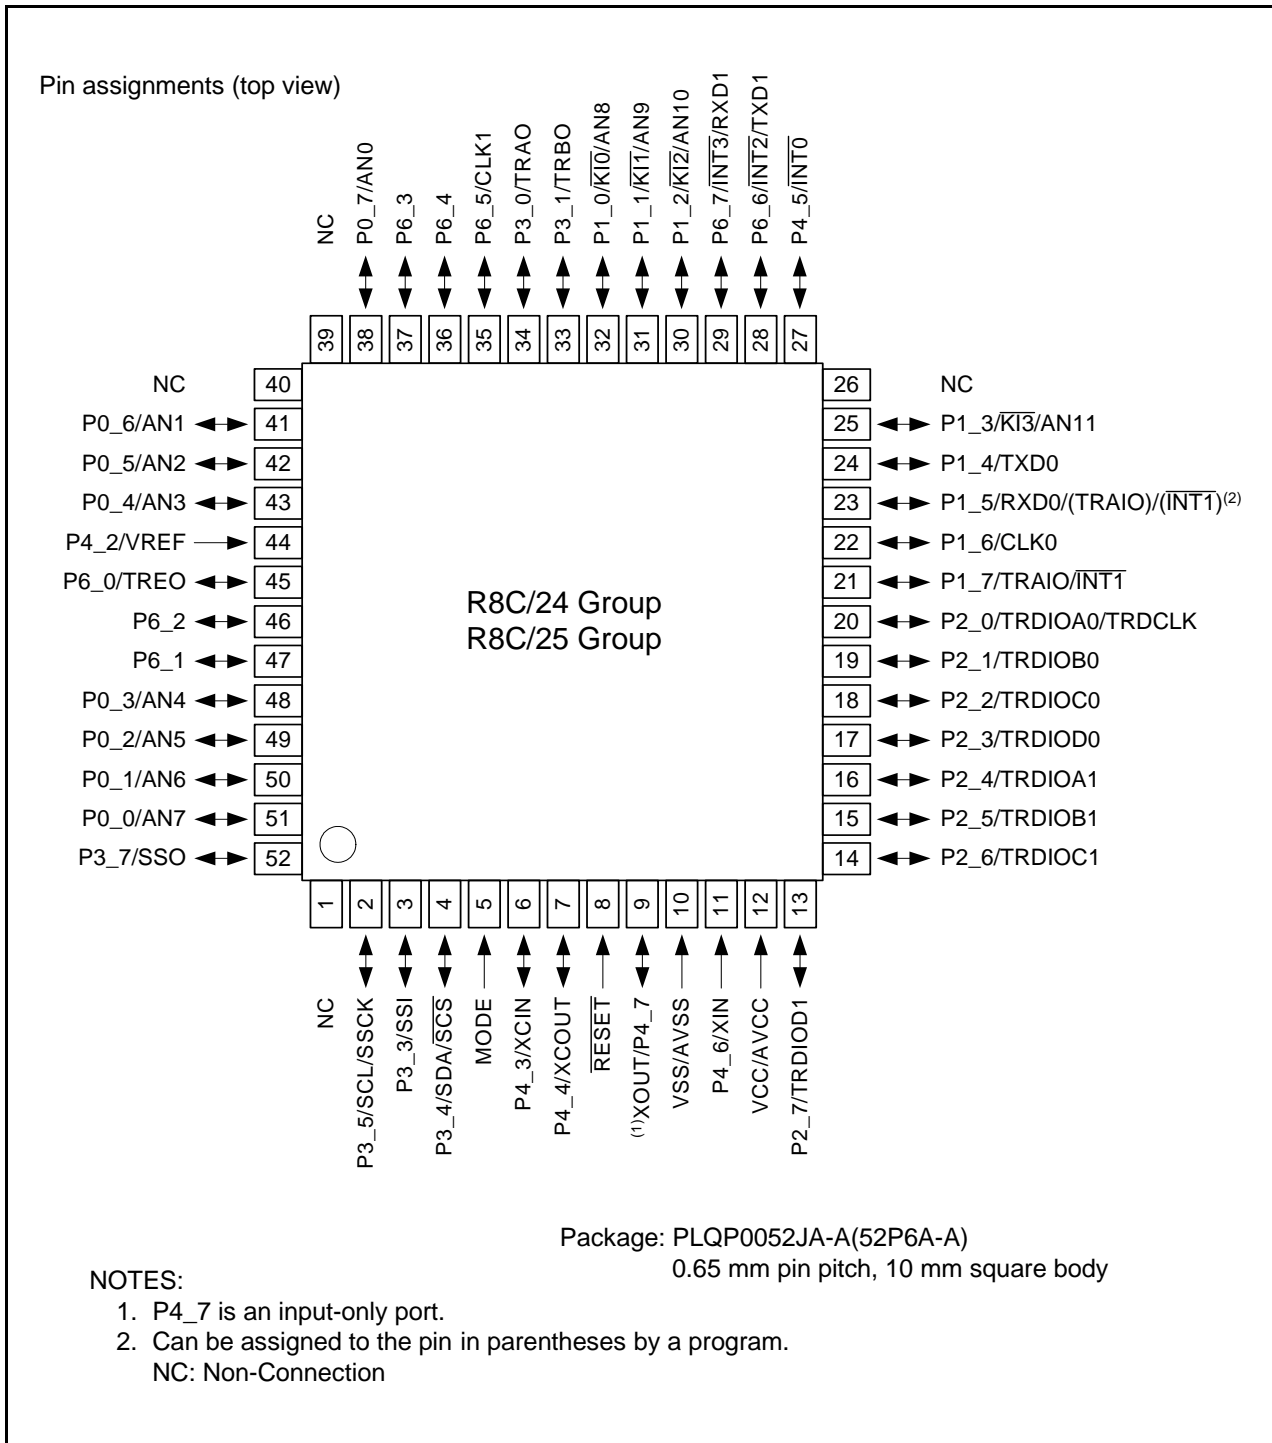 Pin assignments (top view)
NC
P0_7/AN0
P6_3
P6_4
P6_5/CLK1
P3_0/TRAO
P3_1/TRBO
P1_0/KI0/AN8
P1_1/KI1/AN9
P1_2/KI2/AN10
P6_7/INT3/RXD1
P6_6/INT2/TXD1
P4_5/INT0
39 38 37 36 35 34 33 32 31 30 29 28 27
NC 40
P0_6/AN1 41
P0_5/AN2 42
P0_4/AN3 43
P4_2/VREF 44
P6_0/TREO 45
P6_2 46
P6_1 47
P0_3/AN4 48
P0_2/AN5 49
P0_1/AN6 50
P0_0/AN7 51
P3_7/SSO 52
R8C/24 Group
R8C/25 Group
26 NC
25 P1_3/KI3/AN11
24 P1_4/TXD0
23 P1_5/RXD0/(TRAIO)/(INT1)(2)
22 P1_6/CLK0
21 P1_7/TRAIO/INT1
20 P2_0/TRDIOA0/TRDCLK
19 P2_1/TRDIOB0
18 P2_2/TRDIOC0
17 P2_3/TRDIOD0
16 P2_4/TRDIOA1
15 P2_5/TRDIOB1
14 P2_6/TRDIOC1
1 2 3 4 5 6 7 8 9 10 11 12 13
NC
P3_5/SCL/SSCK
P3_3/SSI
P3_4/SDA/SCS
MODE
P4_3/XCIN
P4_4/XCOUT
RESET
(1)XOUT/P4_7
VSS/AVSS
P4_6/XIN
VCC/AVCC
P2_7/TRDIOD1
Package: PLQP0052JA-A(52P6A-A)
0.65 mm pin pitch, 10 mm square body
NOTES:
1. P4_7 is an input-only port.
2. Can be assigned to the pin in parentheses by a program.
NC: Non-Connection